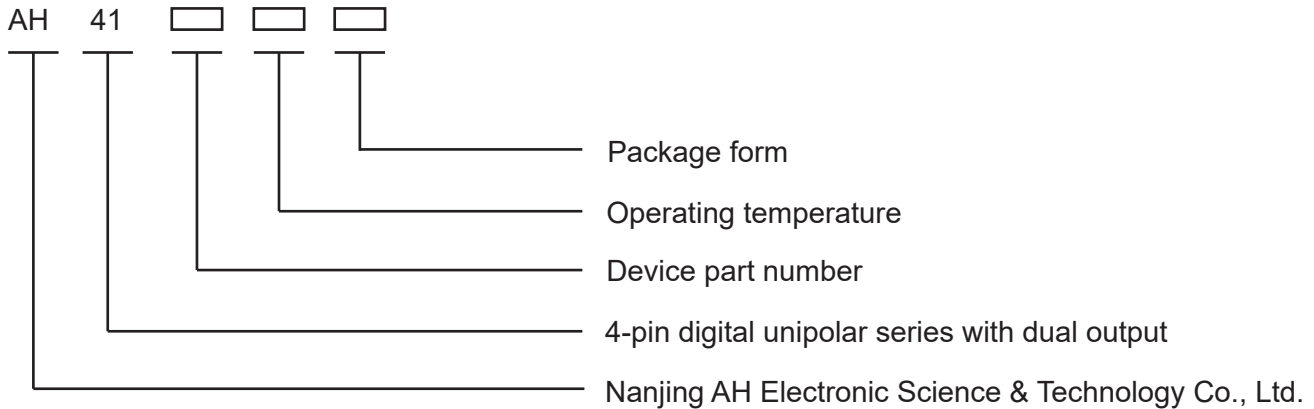 AH 41
Package form
Operating temperature
Device part number
4-pin digital unipolar series with dual output
Nanjing AH Electronic Science & Technology Co., Ltd.